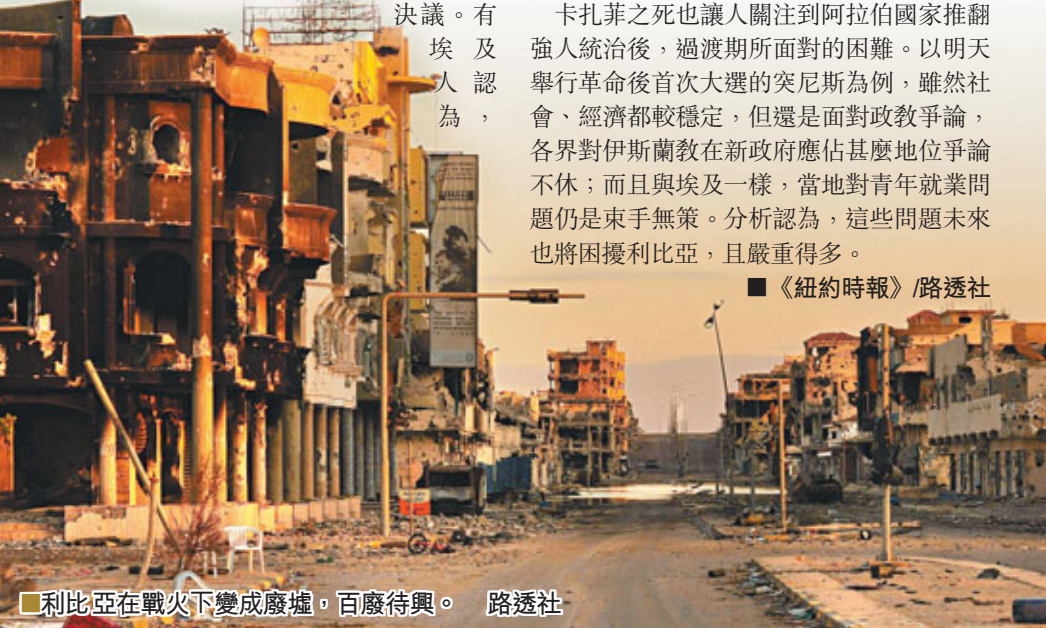 決議。有
埃及
人認
為，
卡扎菲之死也讓人關注到阿拉伯國家推翻
強人統治後，過渡期所面對的困難。以明天
舉行革命後首次大選的突尼斯為例，雖然社
會、經濟都較穩定，但還是面對政教爭論，
各界對伊斯蘭教在新政府應佔甚麼地位爭論
不休；而且與埃及一樣，當地對青年就業問
題仍是束手無策。分析認為，這些問題未來
也將困擾利比亞，且嚴重得多。
■《紐約時報》/路透社
■利比亞在戰火下變成廢墟，百廢待興。 路透社